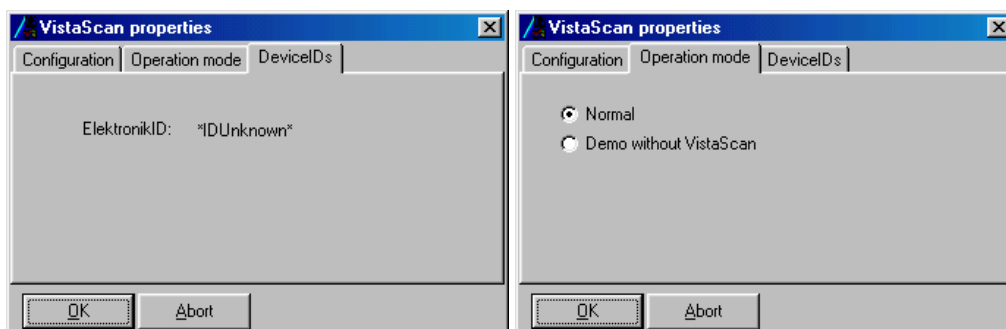 VistaScan properties
Configuration Operation mode DeviceIDs
ElektronikID: *IDUnknown*
OK Abort
VistaScan properties
Configuration Operation mode DeviceIDs
Normal
Demo without VistaScan
OK Abort